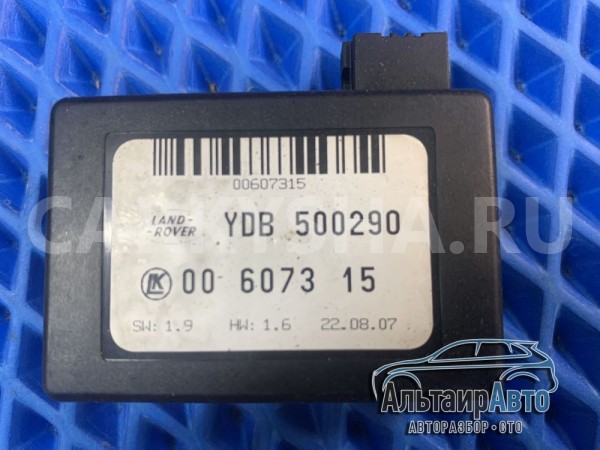 00607315
LAND-
-ROVER
YDB 500290
LK 00 6073 15
SW: 1.9 HW: 1.6 22.08.07
АльтаирАвто
АВТОРАЗБОР • СТО